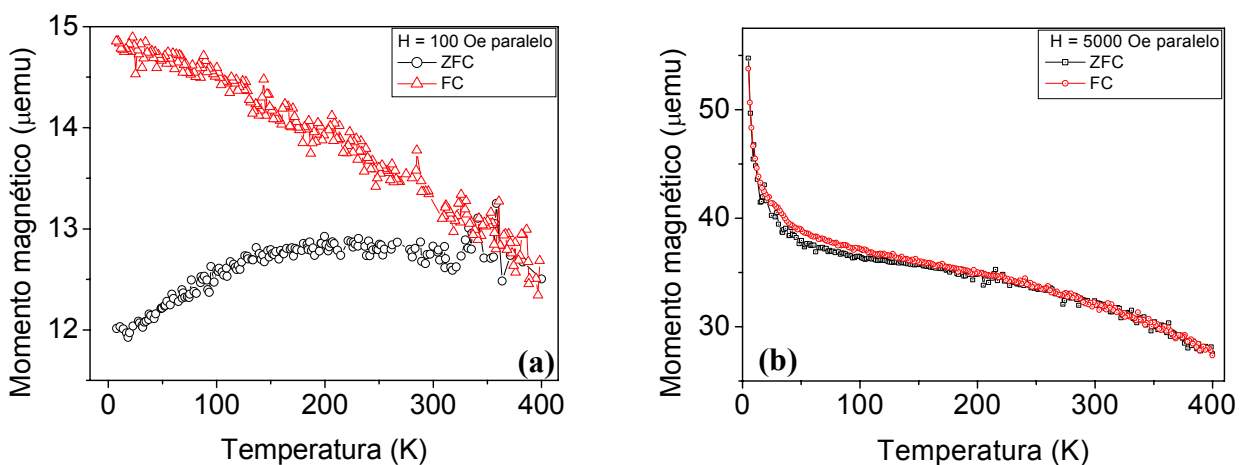 H = 100 Oe paralelo
ZFC
FC
15
14
13
12
Momento magnético (μemu)
0
100
200
300
400
Temperatura (K)
(a)
H = 5000 Oe paralelo
ZFC
FC
50
40
30
Momento magnético (μemu)
0
100
200
300
400
Temperatura (K)
(b)